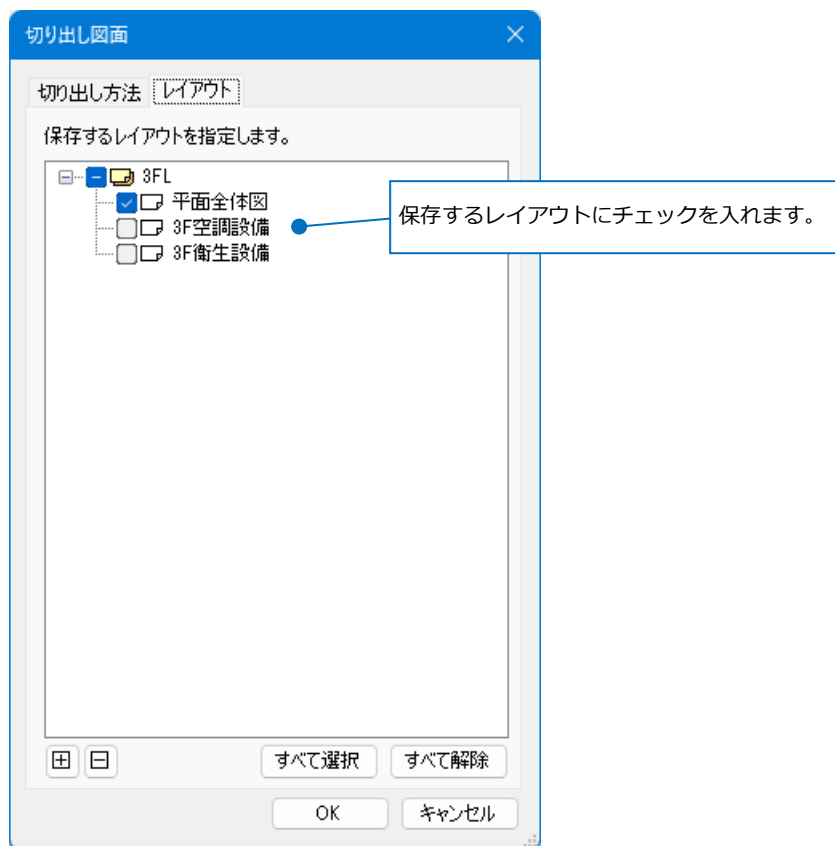 切り出し図面
切り出し方法 レイアウト
保存するレイアウトを指定します。
3FL
平面全体図
3F空調設備
3F衛生設備
保存するレイアウトにチェックを入れます。
すべて選択 すべて解除
OK キャンセル